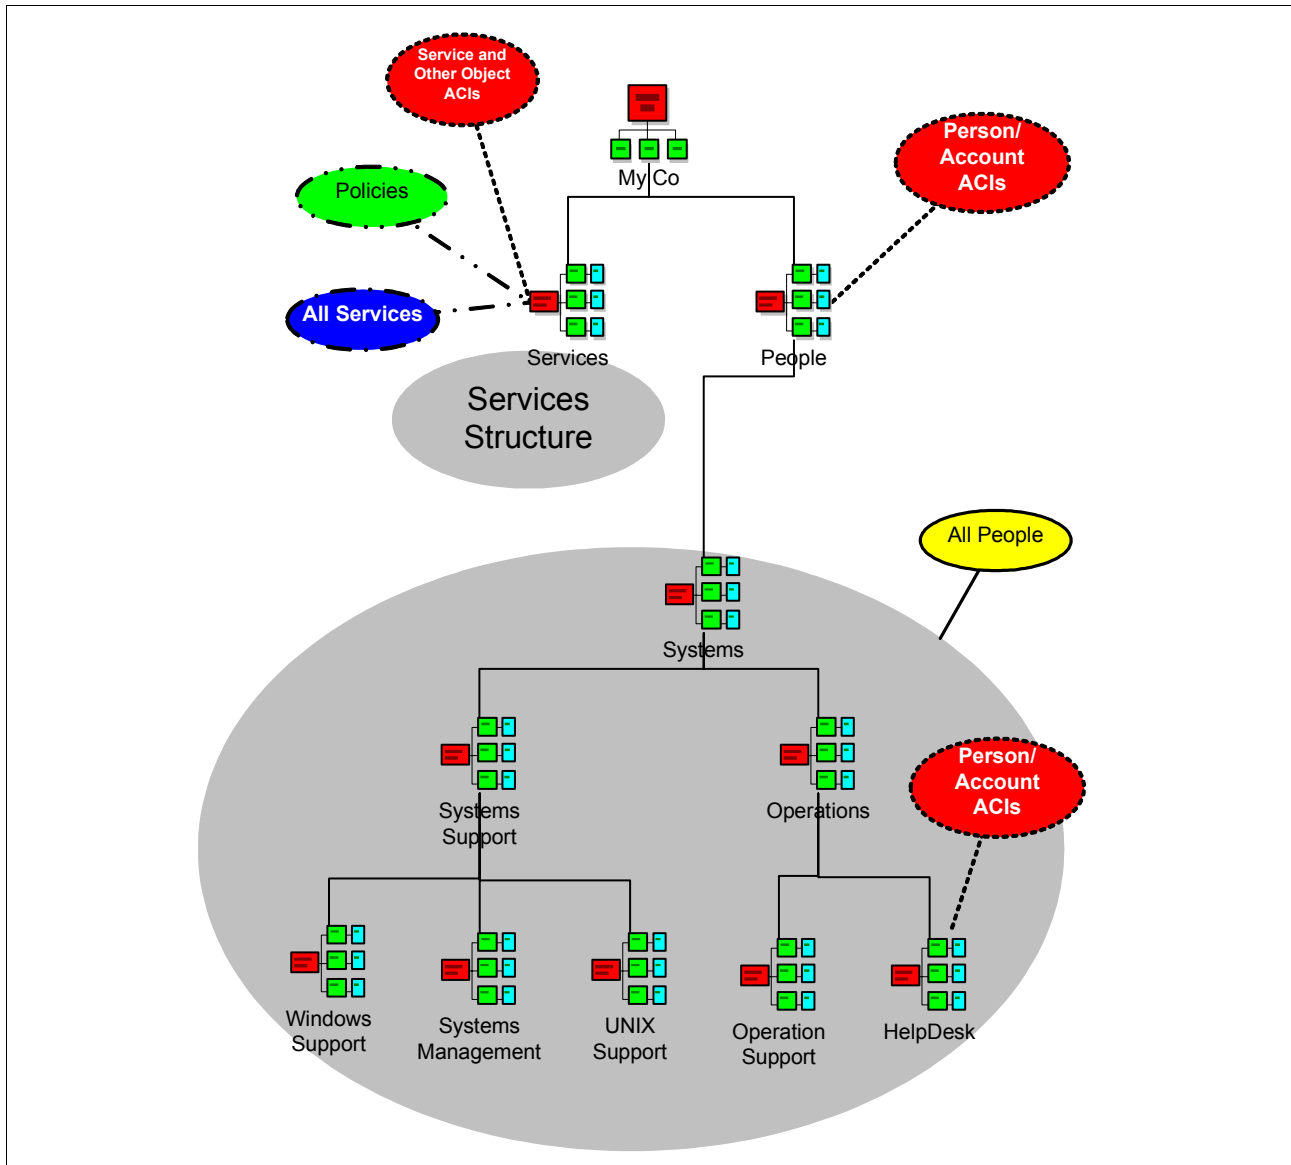 Service and
Other Object
ACIs
Person/
Account
ACIs
My Co
Policies
All Services
Services
People
Services
Structure
All People
Systems
Systems
Support
Operations
Person/
Account
ACIs
Windows
Support
Systems
Management
UNIX
Support
Operation
Support
HelpDesk